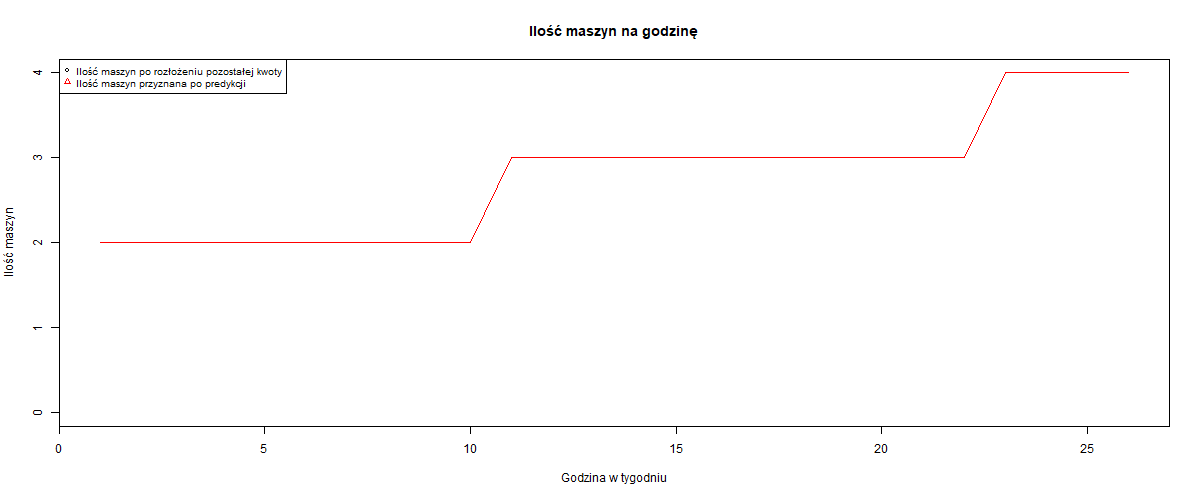 Ilość maszyn na godzinę
Ilość maszyn po rozłożeniu pozostałej kwoty
Ilość maszyn przyznana po predykcji
Ilość maszyn
4
3
2
1
0
0 5 10 15 20 25
Godzina w tygodniu